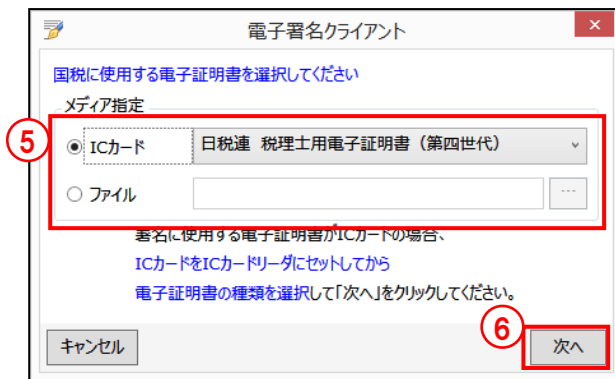 電子署名クライアント
国税に使用する電子証明書を選択してください
メディア指定
⑤
ICカード
日税連 税理士用電子証明書（第四世代）
ファイル
...
署名に使用する電子証明書がICカードの場合、
ICカードをICカードリーダにセットしてから
電子証明書の種類を選択して「次へ」をクリックしてください。
⑥
キャンセル
次へ